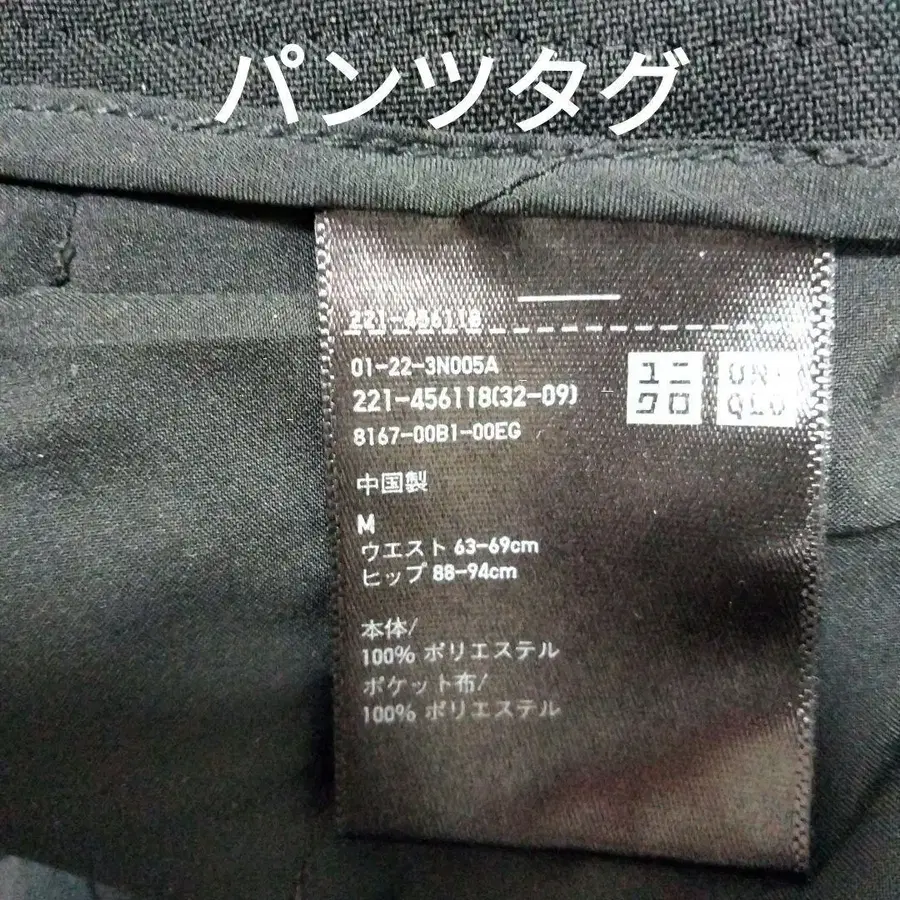 パンツタグ
221-456118
01-22-3N005A
221-456118(32-09)
8167-00B1-00EG
ユニ
クロ
UNI
QLO
中国製
M
ウエスト 63-69cm
ヒップ 88-94cm
本体/
100% ポリエステル
ポケット布/
100% ポリエステル